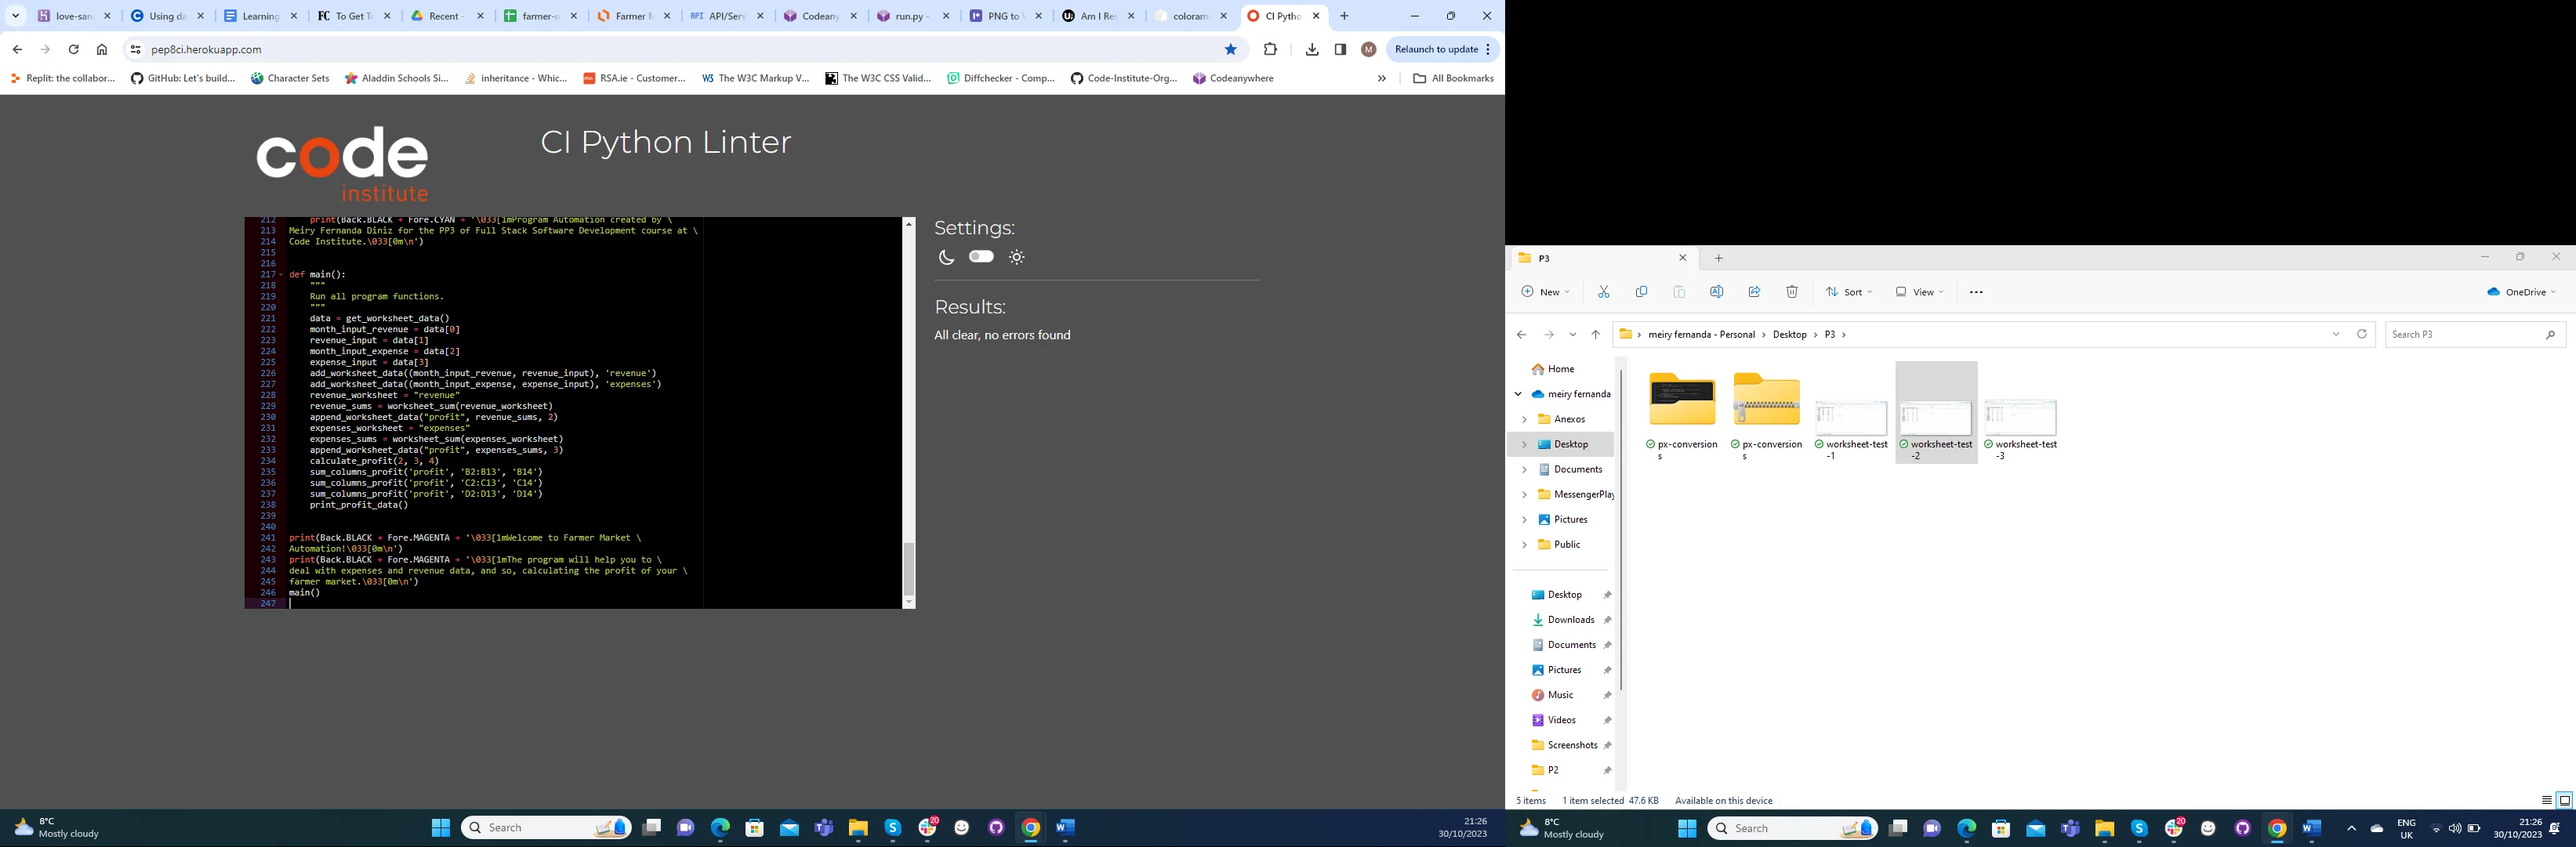 love-san
Using da
Learning
To Get T
Recent -
farmer-m
Farmer M
API/Serv
Codeany
run.py -
PNG to
Am I Res
coloram
CI Pytho
pep8ci.herokuapp.com
M
Relaunch to update
Replit: the collabor...
GitHub: Let's build...
Character Sets
Aladdin Schools Si...
inheritance - Whic...
RSA.ie - Customer...
The W3C Markup V...
The W3C CSS Valid...
Diffchecker - Comp...
Code-Institute-Org...
Codeanywhere
»
All Bookmarks
code
institute
CI Python Linter
212 print(Back.BLACK + Fore.CYAN + '\033[1mProgram Automation created by \
213 Meiry Fernanda Diniz for the PP3 of Full Stack Software Development course at \
214 Code Institute.\033[0m\n')
215
216
217 def main():
218 """
219 Run all program functions.
220 """
221 data = get_worksheet_data()
222 month_input_revenue = data[0]
223 revenue_input = data[1]
224 month_input_expense = data[2]
225 expense_input = data[3]
226 add_worksheet_data((month_input_revenue, revenue_input), 'revenue')
227 add_worksheet_data((month_input_expense, expense_input), 'expenses')
228 revenue_worksheet = "revenue"
229 revenue_sums = worksheet_sum(revenue_worksheet)
230 append_worksheet_data("profit", revenue_sums, 2)
231 expenses_worksheet = "expenses"
232 expenses_sums = worksheet_sum(expenses_worksheet)
233 append_worksheet_data("profit", expenses_sums, 3)
234 calculate_profit(2, 3, 4)
235 sum_columns_profit('profit', 'B2:B13', 'B14')
236 sum_columns_profit('profit', 'C2:C13', 'C14')
237 sum_columns_profit('profit', 'D2:D13', 'D14')
238 print_profit_data()
239
240
241 print(Back.BLACK + Fore.MAGENTA + '\033[1mWelcome to Farmer Market \
242 Automation!\033[0m\n')
243 print(Back.BLACK + Fore.MAGENTA + '\033[1mThe program will help you to \
244 deal with expenses and revenue data, and so, calculating the profit of your \
245 farmer market.\033[0m\n')
246 main()
247
Settings:
Results:
All clear, no errors found
8°C
Mostly cloudy
Search
20
21:26
30/10/2023
P3
New
Sort
View
OneDrive
meiry fernanda - Personal > Desktop > P3 >
Search P3
Home
meiry fernanda
Anexos
Desktop
Documents
MessengerPlay
Pictures
Public
Desktop
Downloads
Documents
Pictures
Music
Videos
Screenshots
P2
px-conversion
s
px-conversion
s
worksheet-test
-1
worksheet-test
-2
worksheet-test
-3
5 items
1 item selected 47.6 KB
Available on this device
8°C
Mostly cloudy
Search
20
ENG
UK
21:26
30/10/2023